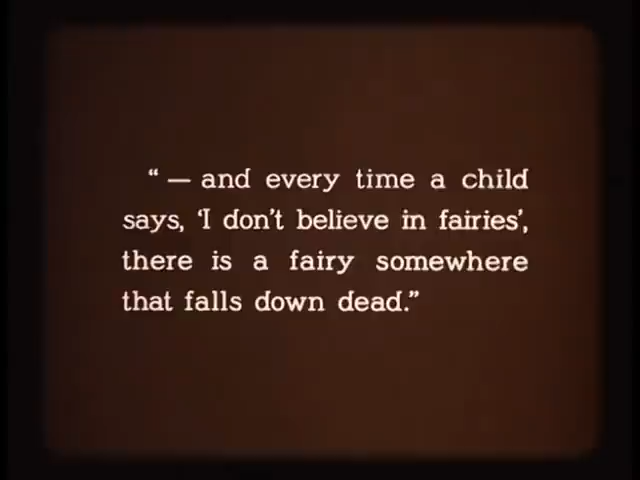 “ — and every time a child
says, ‘I don’t believe in fairies’,
there is a fairy somewhere
that falls down dead.”